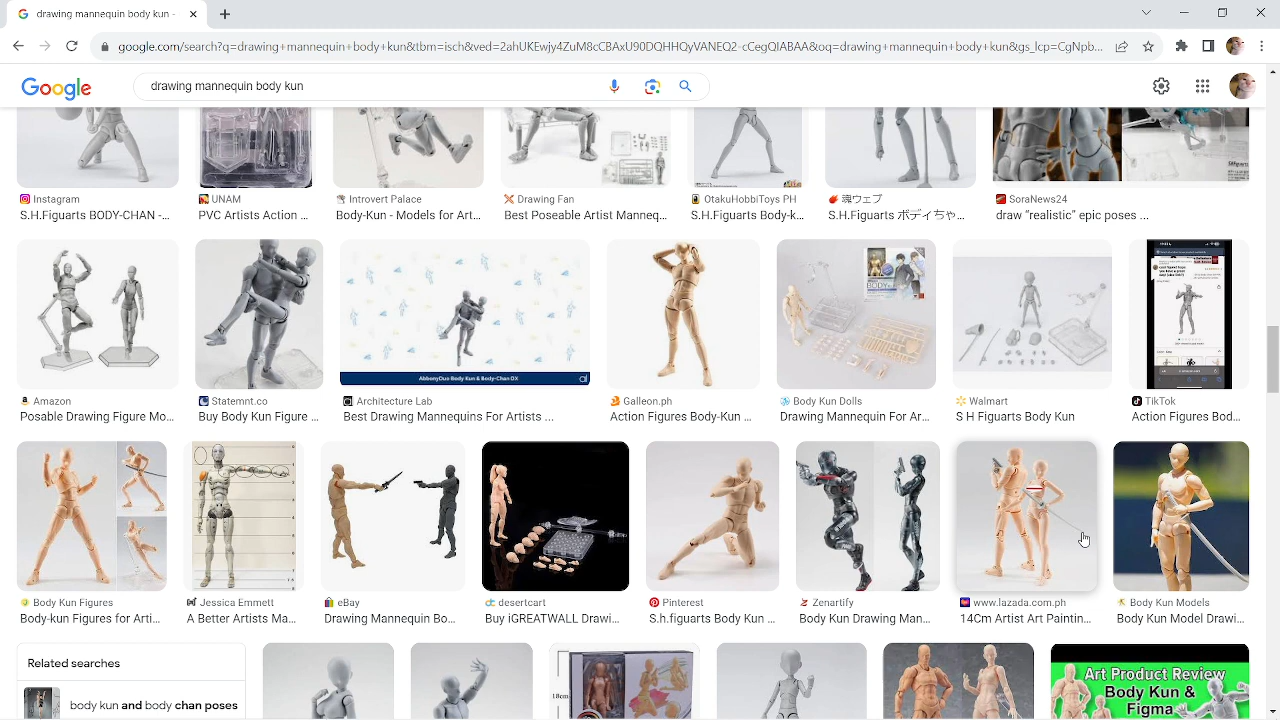 drawing mannequin body kun -
google.com/search?q=drawing+mannequin+body+kun&tbm=isch&ved=2ahUKEwjy4ZuM8cCBAxU90DQHHQyVANEQ2-cCegQIABAA&oq=drawing+mannequin+body+kun&gs_lcp=CgNpb...
Google
drawing mannequin body kun
Instagram
S.H.Figuarts BODY-CHAN -...
UNAM
PVC Artists Action ...
Introvert Palace
Body-Kun - Models for Art...
Drawing Fan
Best Poseable Artist Manneq...
OtakuHobbiToys PH
S.H.Figuarts Body-k...
魂ウェブ
S.H.Figuarts ボディちゃ...
SoraNews24
draw “realistic” epic poses ...
Amazon
Posable Drawing Figure Mo...
Statemnt.co
Buy Body Kun Figure ...
AbbonyDuo Body Kun & Body-Chan DX
Architecture Lab
Best Drawing Mannequins For Artists ...
Galleon.ph
Action Figures Body-Kun ...
BODY
Body Kun Dolls
Drawing Mannequin For Ar...
Walmart
S H Figuarts Body Kun
TikTok
Action Figures Bod...
Body Kun Figures
Body-kun Figures for Arti...
Jessica Emmett
A Better Artists Ma...
eBay
Drawing Mannequin Bo...
desertcart
Buy iGREATWALL Drawi...
Pinterest
S.h.figuarts Body Kun ...
Zenartify
Body Kun Drawing Man...
www.lazada.com.ph
14Cm Artist Art Paintin...
Body Kun Models
Body Kun Model Drawi...
Related searches
body kun and body chan poses
18cm
Art Product Review
Body Kun &
Figma